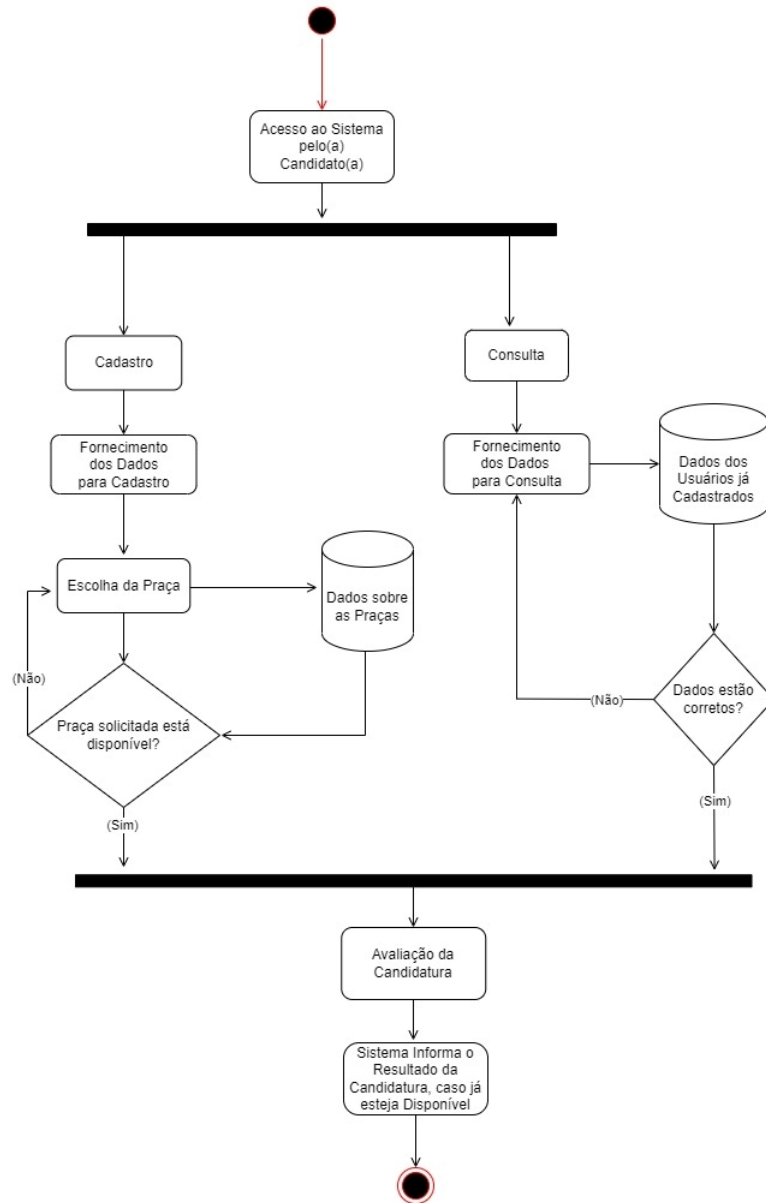 Acesso ao Sistema
pelo(a)
Candidato(a)
Cadastro
Fornecimento
dos Dados
para Cadastro
Escolha da Praça
Dados sobre
as Praças
(Não)
Praça solicitada está
disponível?
(Sim)
Consulta
Fornecimento
dos Dados
para Consulta
Dados dos
Usuários já
Cadastrados
Dados estão
corretos?
(Não)
(Sim)
Avaliação da
Candidatura
Sistema Informa o
Resultado da
Candidatura, caso já
esteja Disponível